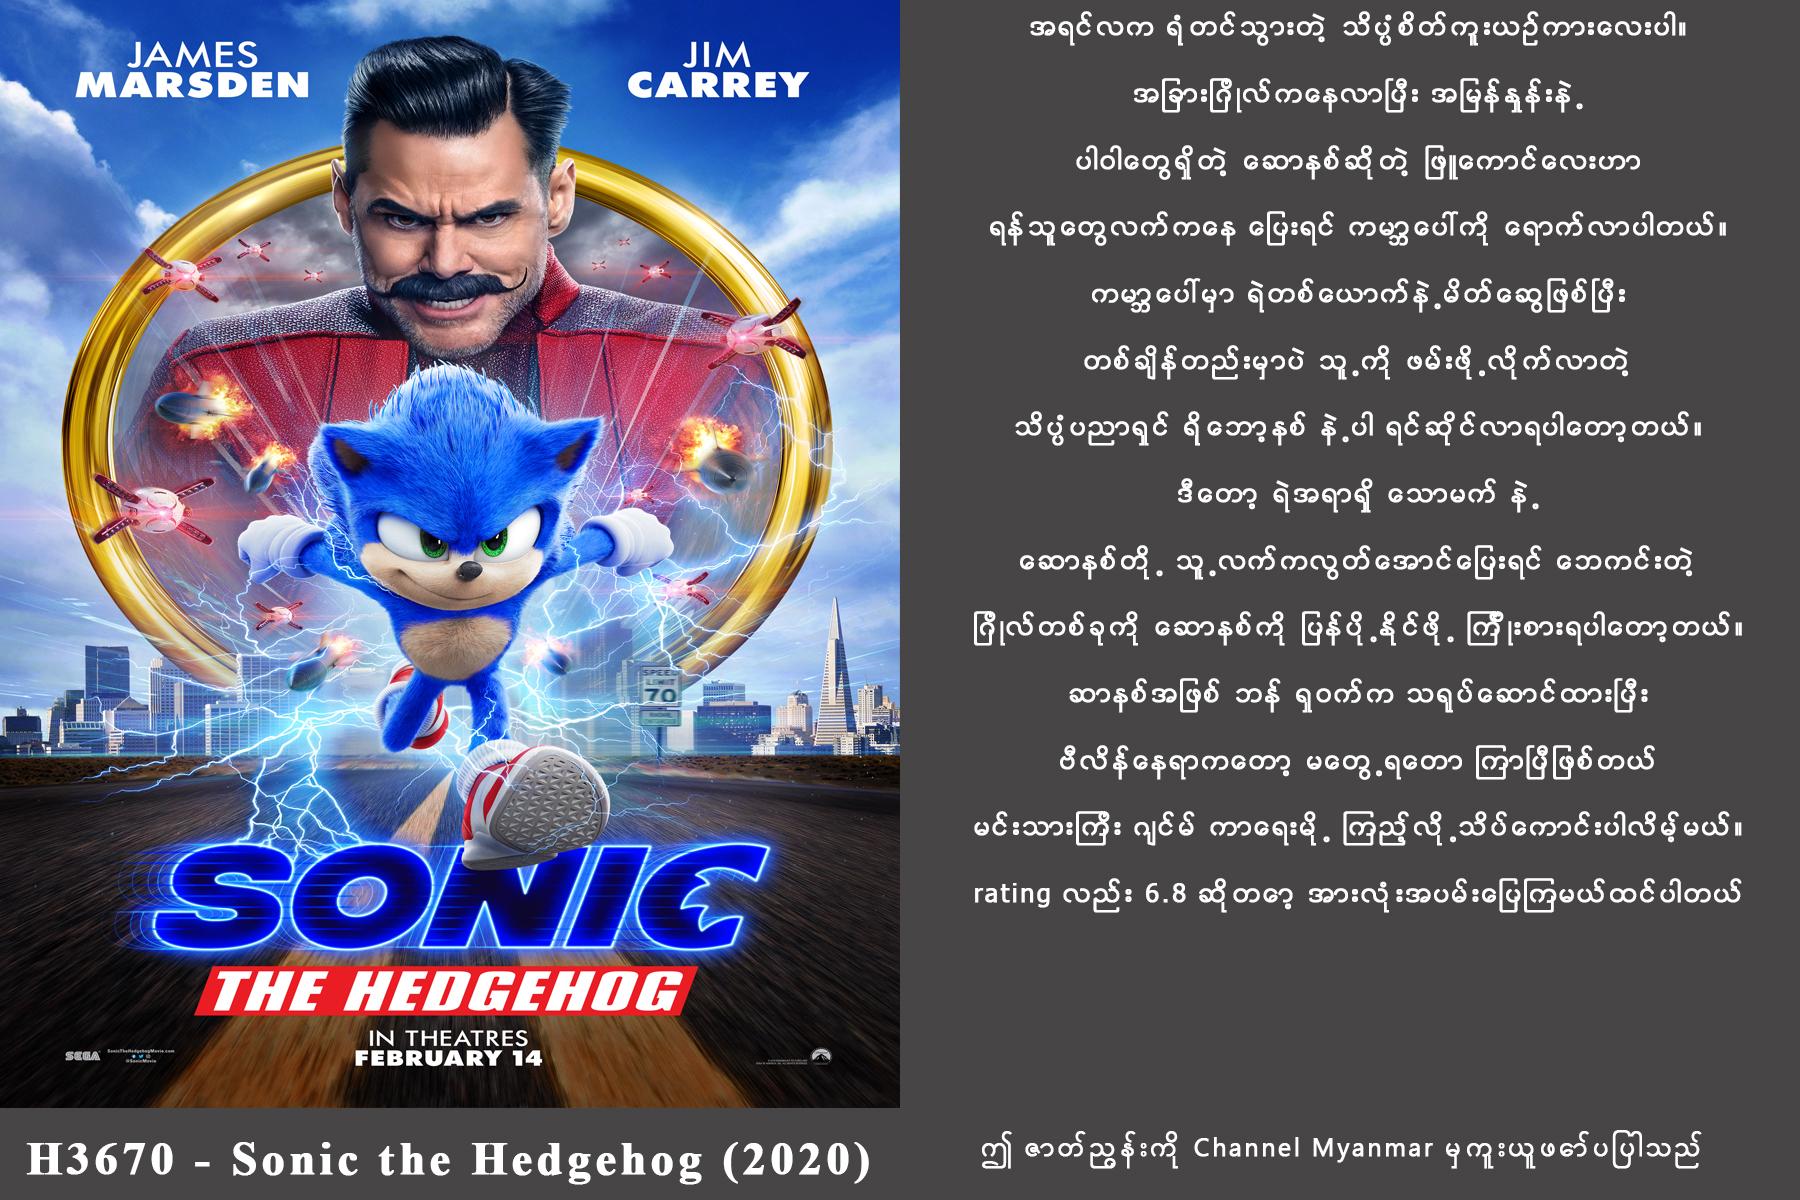 JAMES
MARSDEN
JIM
CARREY
SPEED
LIMIT
70
SONIC
THE HEDGEHOG
IN THEATRES
FEBRUARY 14
SEGA
SonicTheHedgehogMovie.com
@SonicMovie
H3670 - Sonic the Hedgehog (2020)
အရင်လက ရုံတင်သွားတဲ့ သိပ္ပံစိတ်ကူးယဉ်ကားလေးပါ။
အခြားဂြိုလ်ကနေလာပြီး အမြန်နှုန်းနဲ့
ပါဝါတွေရှိတဲ့ ဆောနစ်ဆိုတဲ့ ဖြူကောင်လေးဟာ
ရန်သူတွေလက်ကနေ ပြေးရင် ကမ္ဘာပေါ်ကို ရောက်လာပါတယ်။
ကမ္ဘာပေါ်မှာ ရဲတစ်ယောက်နဲ့မိတ်ဆွေဖြစ်ပြီး
တစ်ချိန်တည်းမှာပဲ သူ့ကို ဖမ်းဖို့လိုက်လာတဲ့
သိပ္ပံပညာရှင် ရိုဘော့နစ် နဲ့ပါ ရင်ဆိုင်လာရပါတော့တယ်။
ဒီတော့ ရဲအရာရှိ သောမက် နဲ့
ဆောနစ်တို့ သူ့လက်ကလွတ်အောင်ပြေးရင် ဘေကင်းတဲ့
ဂြိုလ်တစ်ခုကို ဆောနစ်ကို ပြန်ပို့နိုင်ဖို့ ကြိုးစားရပါတော့တယ်။
ဆာနစ်အဖြစ် ဘန် ရှဝက်က သရုပ်ဆောင်ထားပြီး
ဗီလိန်နေရာကတော့ မတွေ့ရတော ကြာပြီဖြစ်တယ်
မင်းသားကြီး ဂျင်မ် ကာရေးမို့ ကြည့်လို့သိပ်ကောင်းပါလိမ့်မယ်။
rating လည်း 6.8 ဆိုတော့ အားလုံးအပမ်းပြေကြမယ်ထင်ပါတယ်
ဤ ဇာတ်ညွှန်းကို Channel Myanmar မှကူးယူဖော်ပပြါသည်